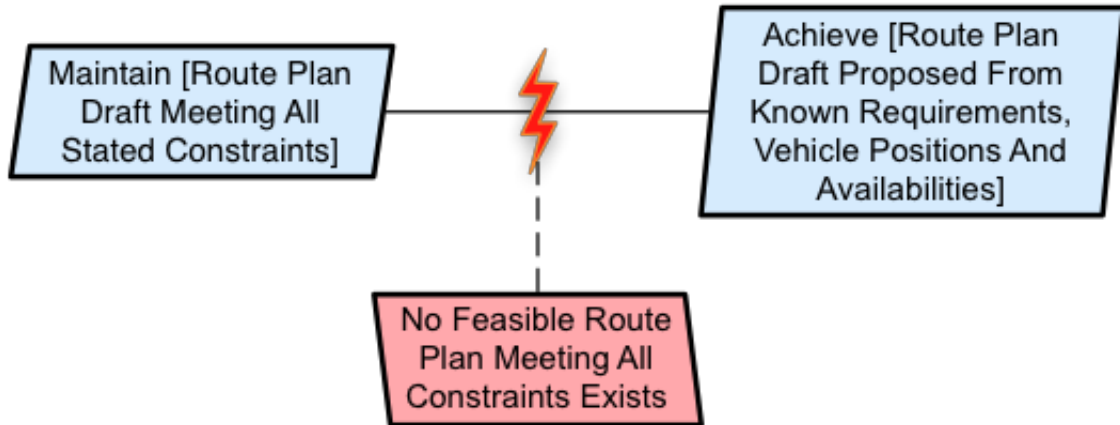 Maintain [Route Plan
Draft Meeting All
Stated Constraints]
Achieve [Route Plan
Draft Proposed From
Known Requirements,
Vehicle Positions And
Availabilities]
No Feasible Route
Plan Meeting All
Constraints Exists